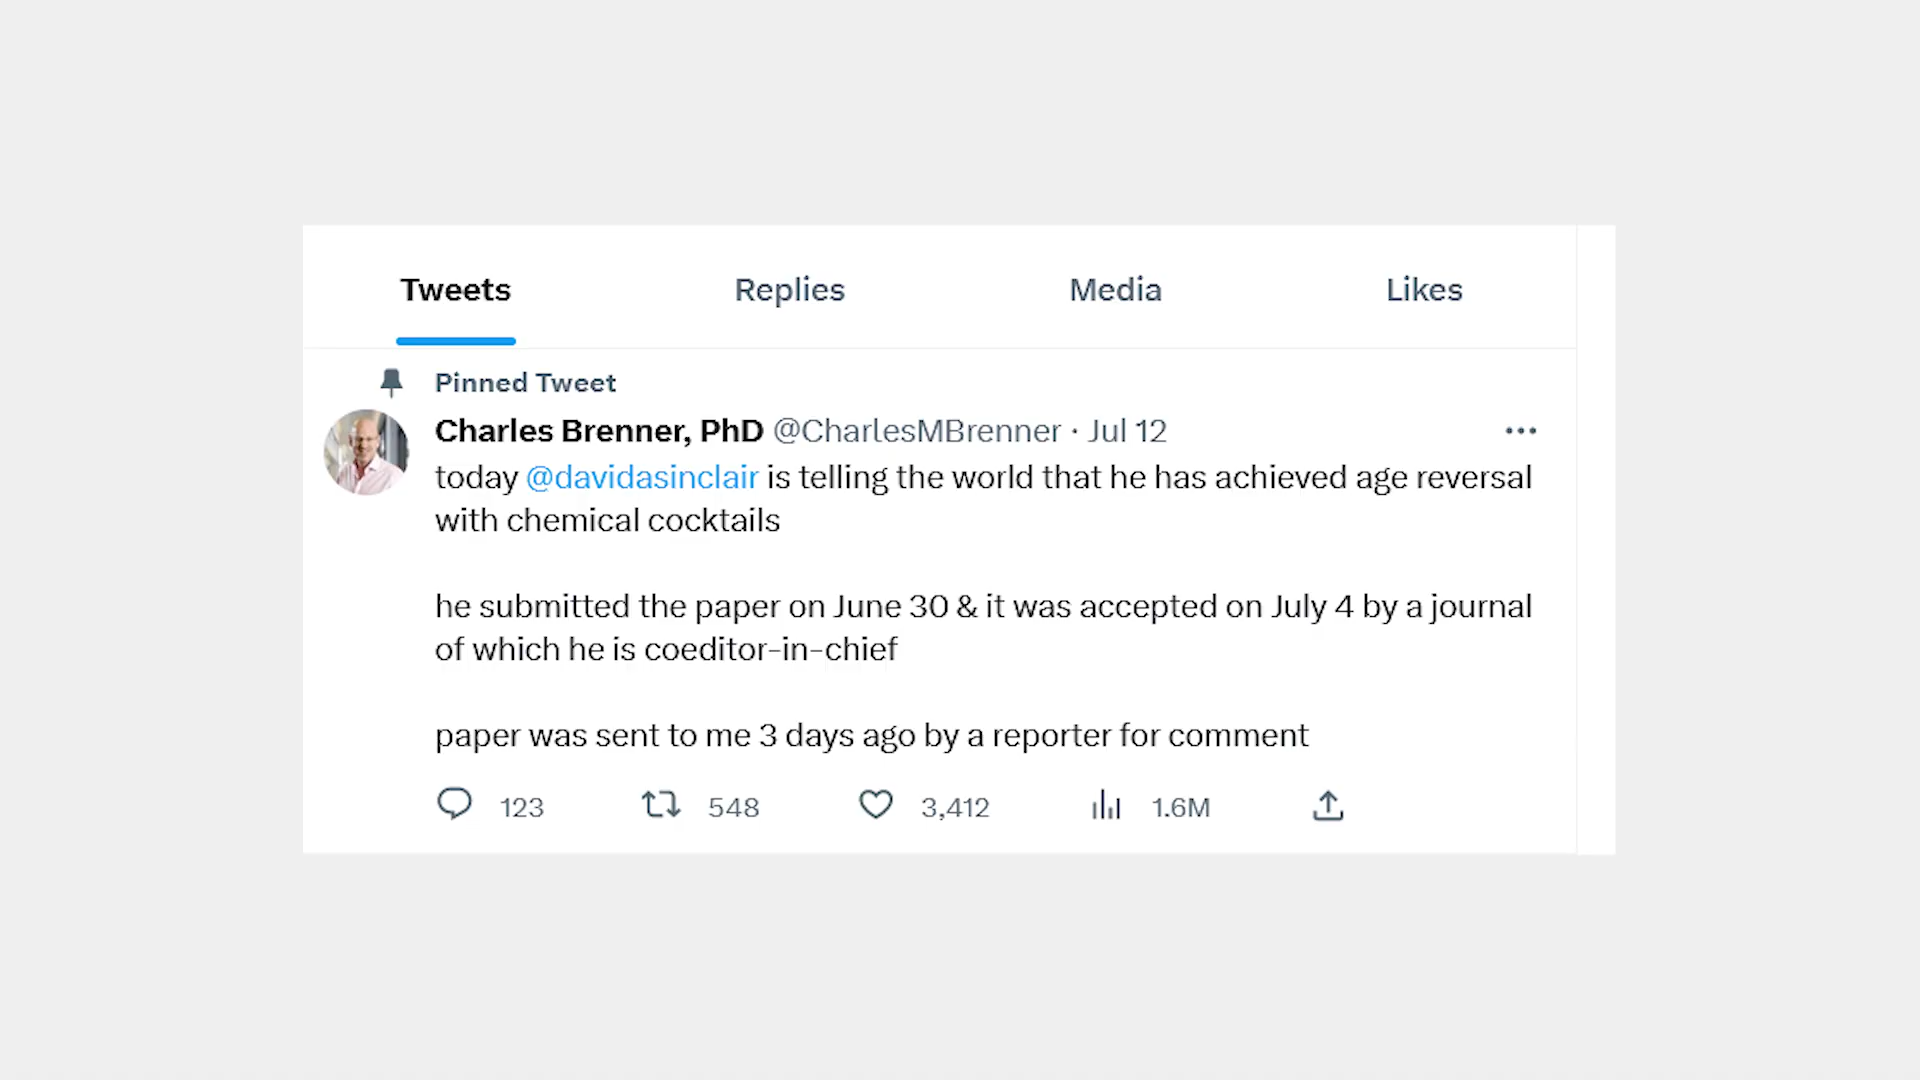 Tweets Replies Media Likes
Pinned Tweet
Charles Brenner, PhD @CharlesMBrenner · Jul 12
today @davidasinclair is telling the world that he has achieved age reversal
with chemical cocktails
he submitted the paper on June 30 & it was accepted on July 4 by a journal
of which he is coeditor-in-chief
paper was sent to me 3 days ago by a reporter for comment
123 548 3,412 1.6M